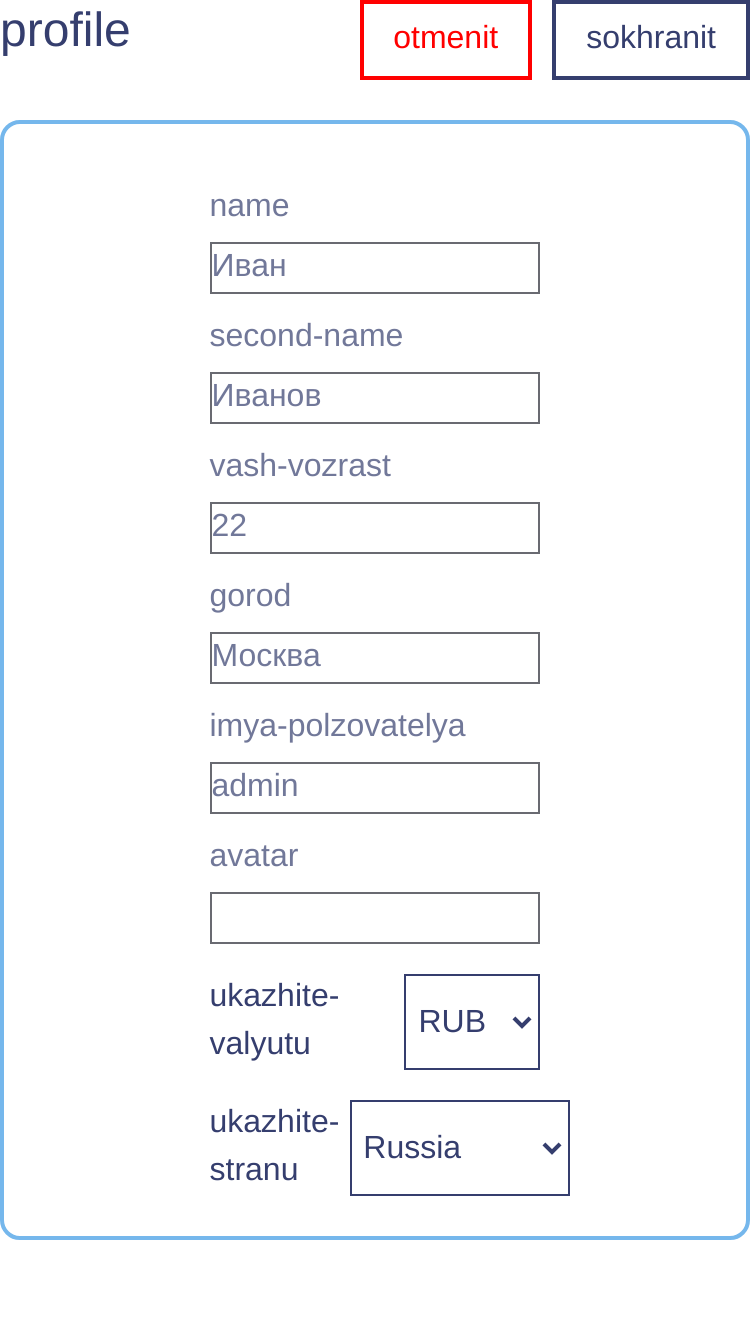 profile
otmenit
sokhranit
name
Иван
second-name
Иванов
vash-vozrast
22
gorod
Москва
imya-polzovatelya
admin
avatar
ukazhite-
valyutu
RUB
ukazhite-
stranu
Russia